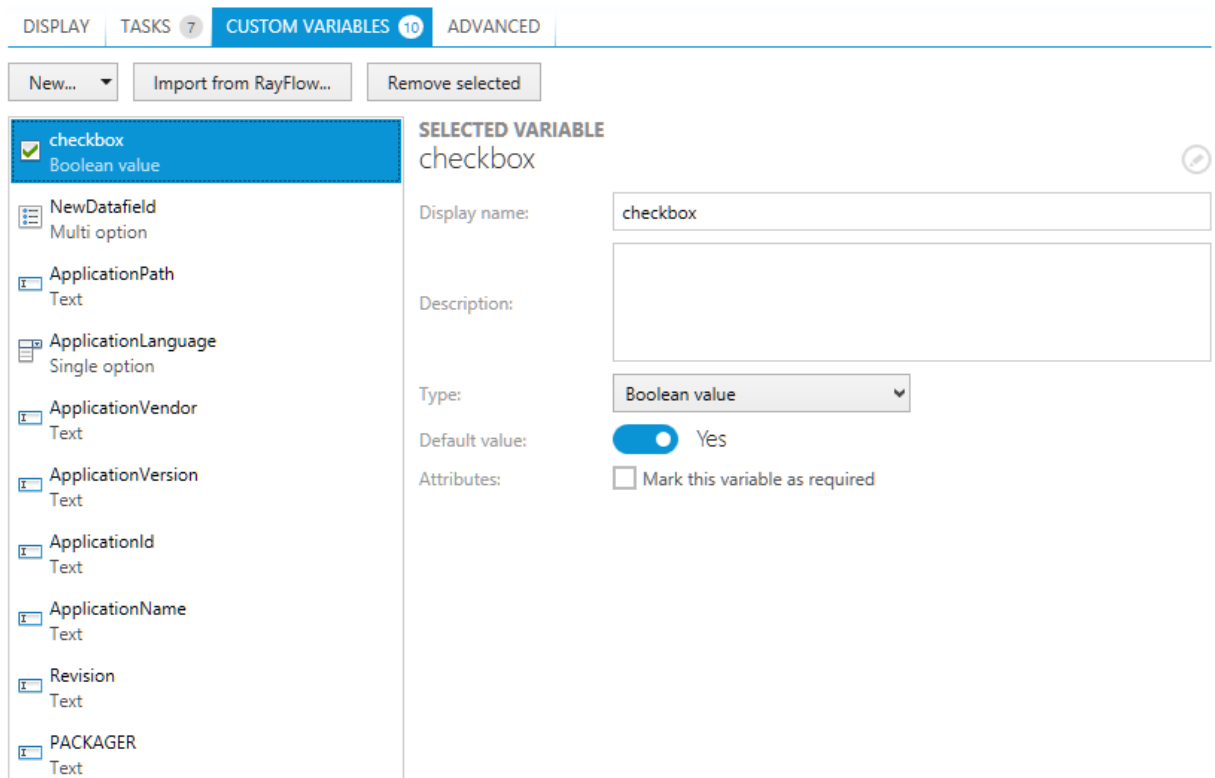 DISPLAY TASKS 7 CUSTOM VARIABLES 10 ADVANCED
New... Import from RayFlow... Remove selected
checkbox
Boolean value
NewDatafield
Multi option
ApplicationPath
Text
ApplicationLanguage
Single option
ApplicationVendor
Text
ApplicationVersion
Text
ApplicationId
Text
ApplicationName
Text
Revision
Text
PACKAGER
Text
SELECTED VARIABLE
checkbox
Display name: checkbox
Description:
Type: Boolean value
Default value: Yes
Attributes: Mark this variable as required